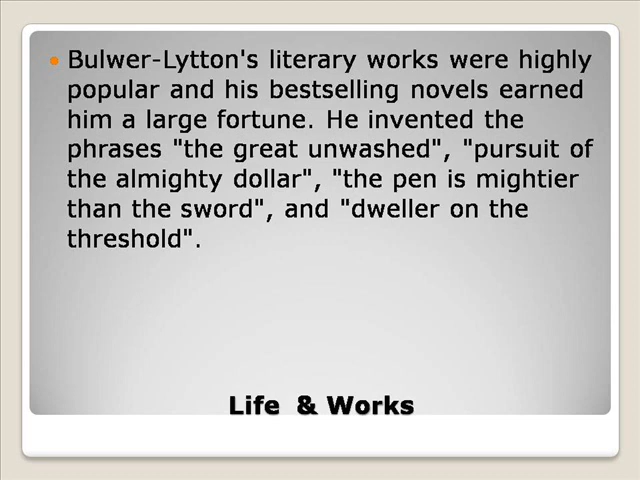 Bulwer-Lytton's literary works were highly
popular and his bestselling novels earned
him a large fortune. He invented the
phrases "the great unwashed", "pursuit of
the almighty dollar", "the pen is mightier
than the sword", and "dweller on the
threshold".
Life & Works